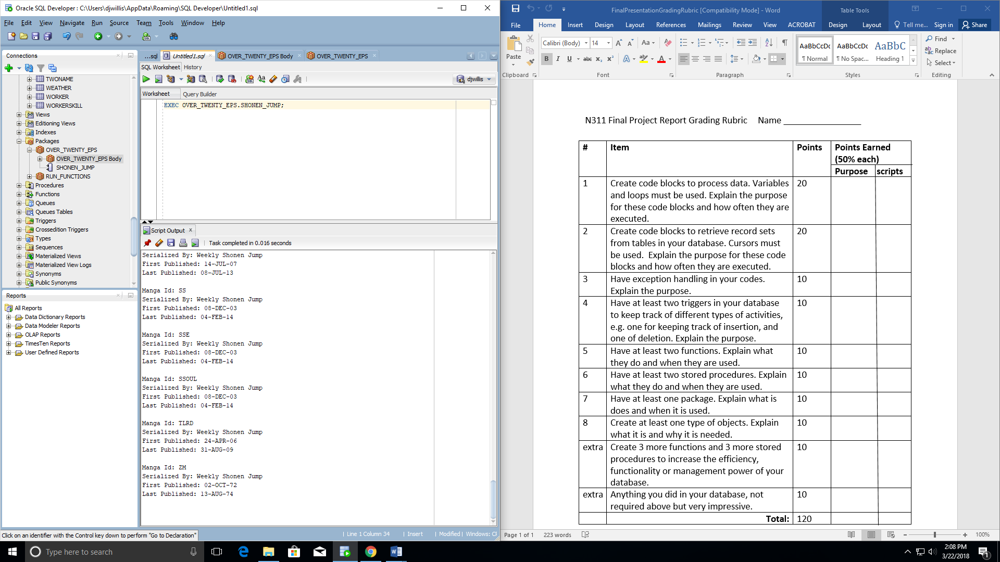 Oracle SQL Developer : C:\Users\djwillis\AppData\Roaming\SQL Developer\Untitled1.sql
File Edit View Navigate Run Source Team Tools Window Help
Connections
TWONAME
WEATHER
WORKER
WORKERSKILL
Views
Editioning Views
Indexes
Packages
OVER_TWENTY_EPS
OVER_TWENTY_EPS Body
SHONEN_JUMP
RUN_FUNCTIONS
Procedures
Functions
Queues
Queues Tables
Triggers
Crossedition Triggers
Types
Sequences
Materialized Views
Materialized View Logs
Synonyms
Public Synonyms
Reports
All Reports
Data Dictionary Reports
Data Modeler Reports
OLAP Reports
TimesTen Reports
User Defined Reports
...sql Untitled1.sql OVER_TWENTY_EPS Body OVER_TWENTY_EPS
SQL Worksheet History
djwillis
Worksheet Query Builder
EXEC OVER_TWENTY_EPS.SHONEN_JUMP;
Script Output
Task completed in 0.016 seconds
Serialized By: Weekly Shonen Jump
First Published: 14-JUL-07
Last Published: 08-JUL-13
Manga Id: SS
Serialized By: Weekly Shonen Jump
First Published: 08-DEC-03
Last Published: 04-FEB-14
Manga Id: SSE
Serialized By: Weekly Shonen Jump
First Published: 08-DEC-03
Last Published: 04-FEB-14
Manga Id: SSOUL
Serialized By: Weekly Shonen Jump
First Published: 08-DEC-03
Last Published: 04-FEB-14
Manga Id: TLRD
Serialized By: Weekly Shonen Jump
First Published: 24-APR-06
Last Published: 31-AUG-09
Manga Id: ZM
Serialized By: Weekly Shonen Jump
First Published: 02-OCT-72
Last Published: 13-AUG-74
Click on an identifier with the Control key down to perform "Go to Declaration"
Line 1 Column 34 | Insert | Modified | Windows: CF
FinalPresentationGradingRubric [Compatibility Mode] - Word
Table Tools
File Home Insert Design Layout References Mailings Review View ACROBAT Design Layout Tell me... Sign in Share
Paste
Calibri (Body) 14
AaBbCcDc AaBbCcDc AaBbC
¶ Normal ¶ No Spac... Heading 1
Find
Replace
Select
Clipboard Font Paragraph Styles Editing
N311 Final Project Report Grading Rubric Name
# Item Points Points Earned
(50% each)
Purpose scripts
1 Create code blocks to process data. Variables 20
and loops must be used. Explain the purpose
for these code blocks and how often they are
executed.
2 Create code blocks to retrieve record sets 20
from tables in your database. Cursors must
be used. Explain the purpose for these code
blocks and how often they are executed.
3 Have exception handling in your codes. 10
Explain the purpose.
4 Have at least two triggers in your database 10
to keep track of different types of activities,
e.g. one for keeping track of insertion, and
one of deletion. Explain the purpose.
5 Have at least two functions. Explain what 10
they do and when they are used.
6 Have at least two stored procedures. Explain 10
what they do and when they are used.
7 Have at least one package. Explain what is 10
does and when it is used.
8 Create at least one type of objects. Explain 10
what it is and why it is needed.
extra Create 3 more functions and 3 more stored 10
procedures to increase the efficiency,
functionality or management power of your
database.
extra Anything you did in your database, not 10
required above but very impressive.
Total: 120
Page 1 of 1 223 words
100%
Type here to search
2:08 PM
3/22/2018
1